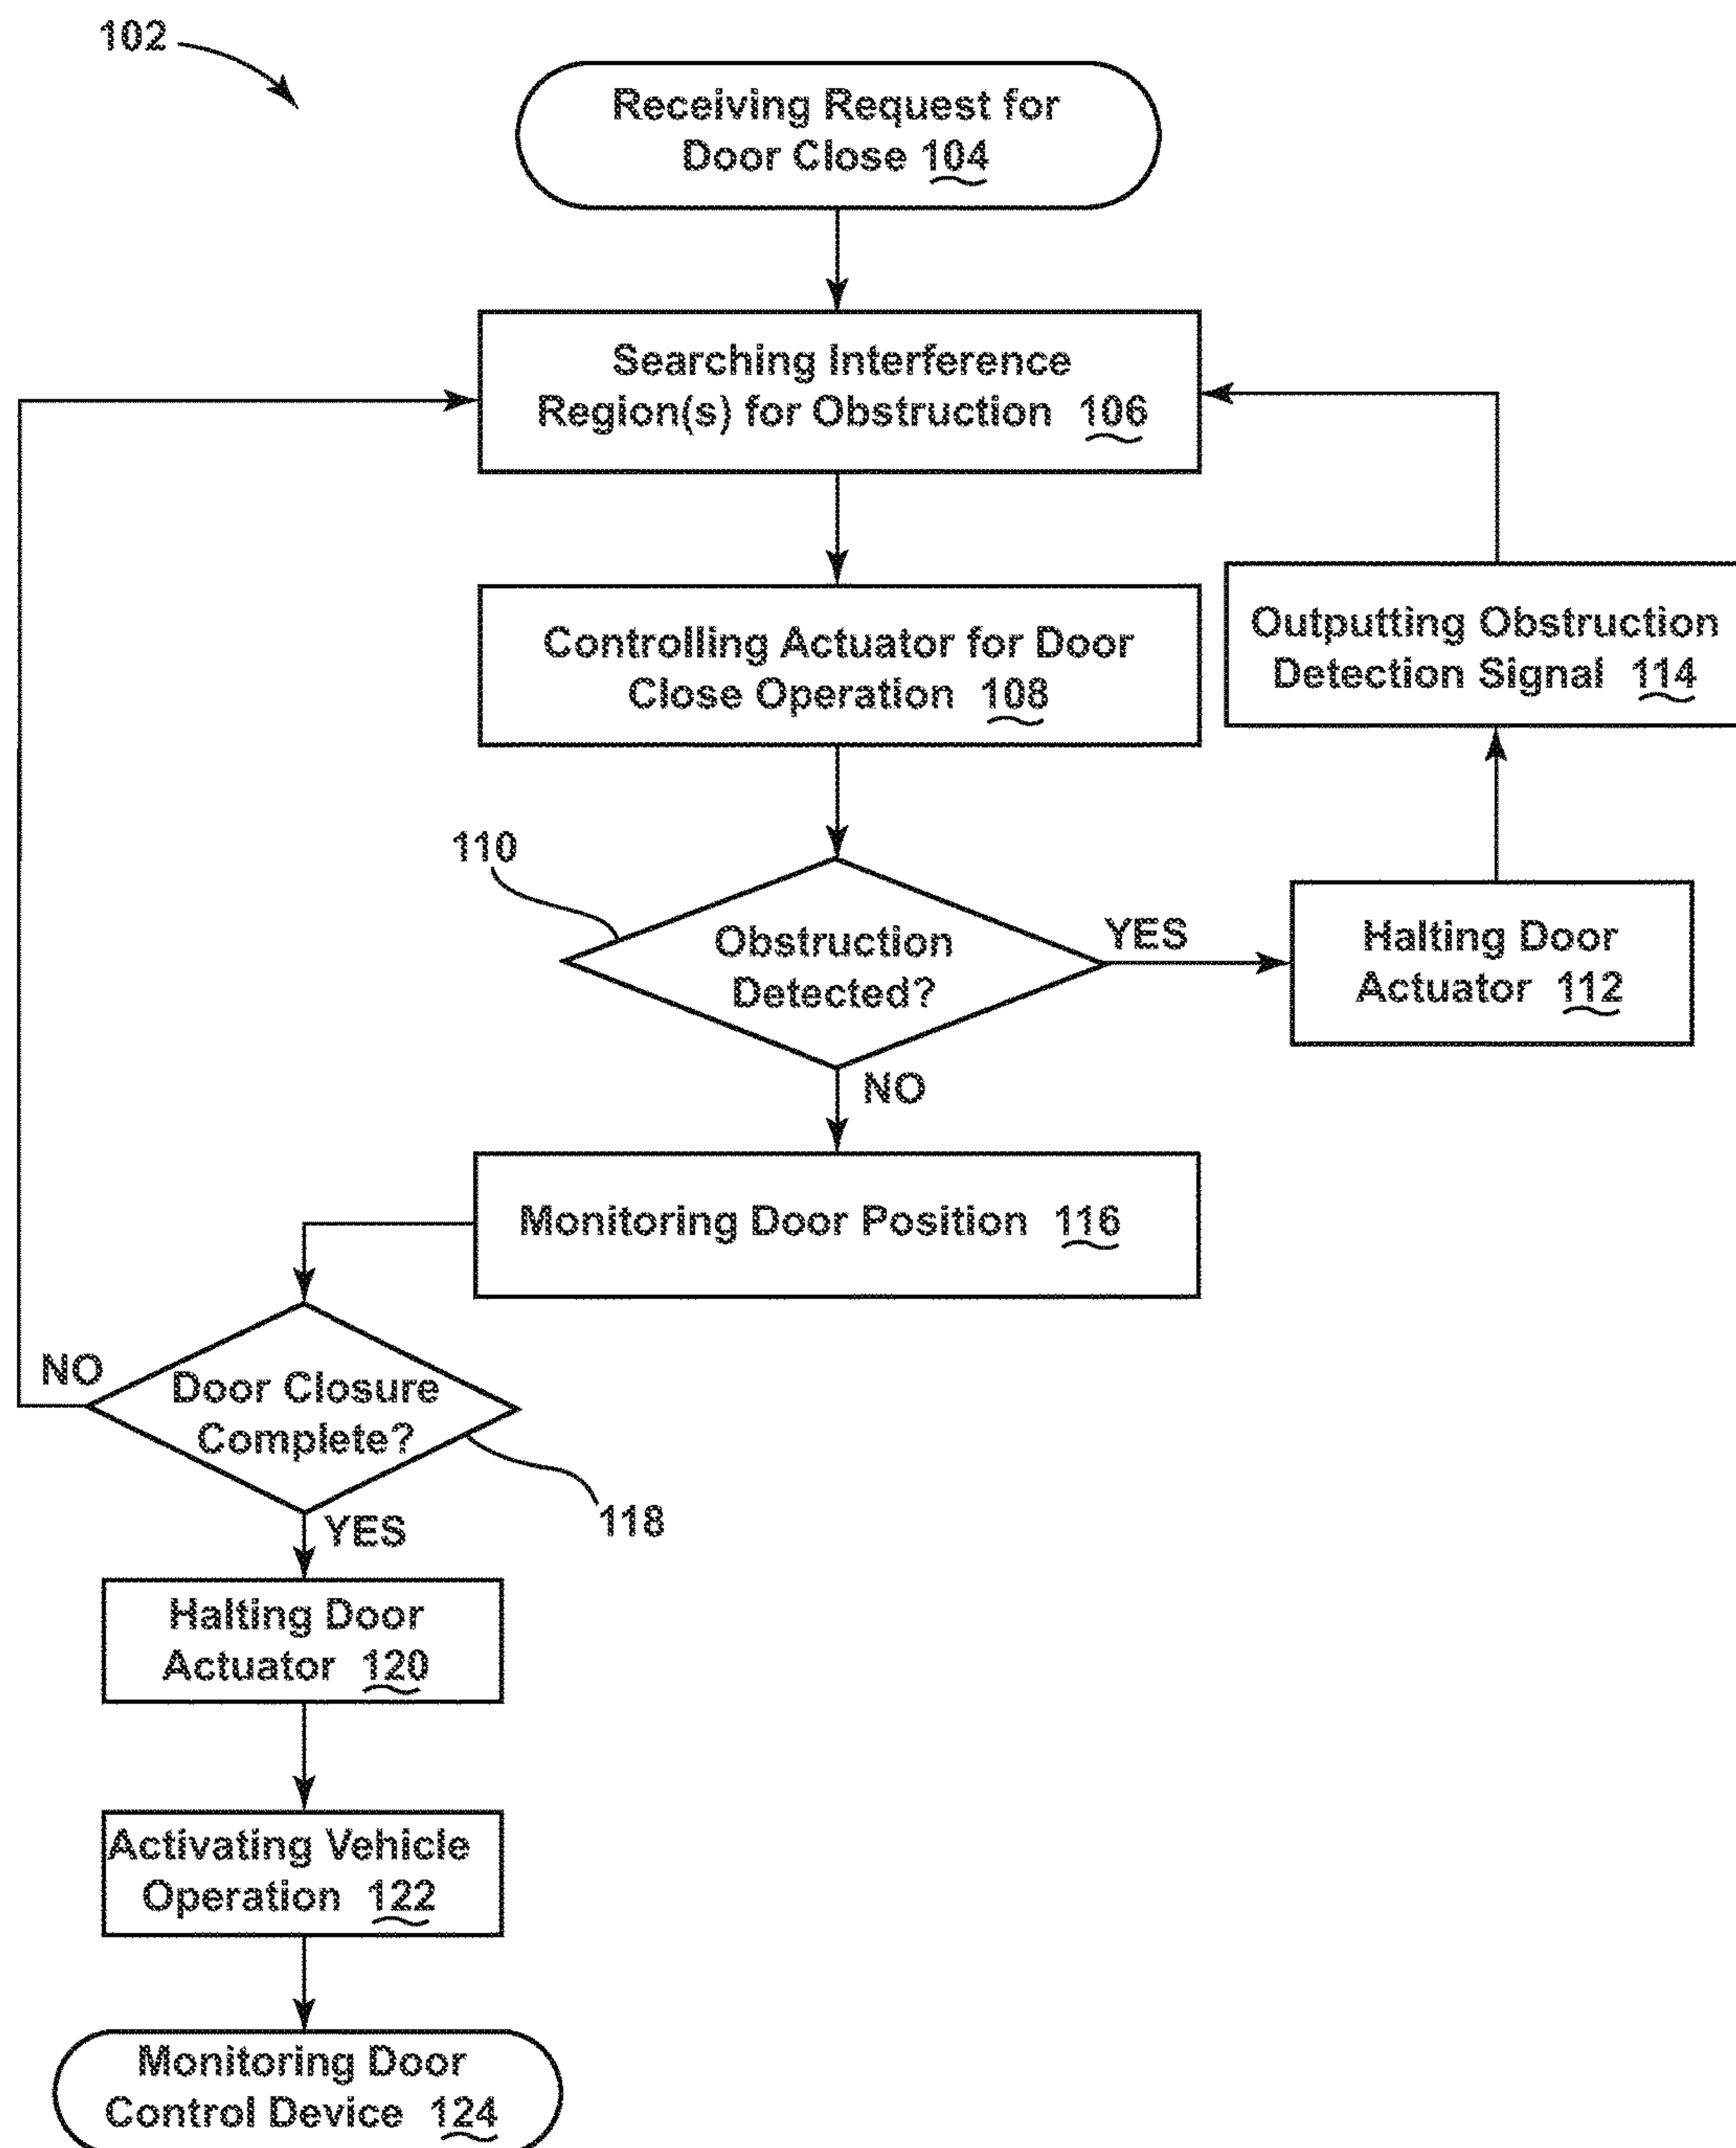 102
Receiving Request for
Door Close 104
Searching Interference
Region(s) for Obstruction 106
Controlling Actuator for Door
Close Operation 108
Outputting Obstruction
Detection Signal 114
110
Obstruction
Detected?
YES
Halting Door
Actuator 112
NO
Monitoring Door Position 116
NO
Door Closure
Complete?
118
YES
Halting Door
Actuator 120
Activating Vehicle
Operation 122
Monitoring Door
Control Device 124